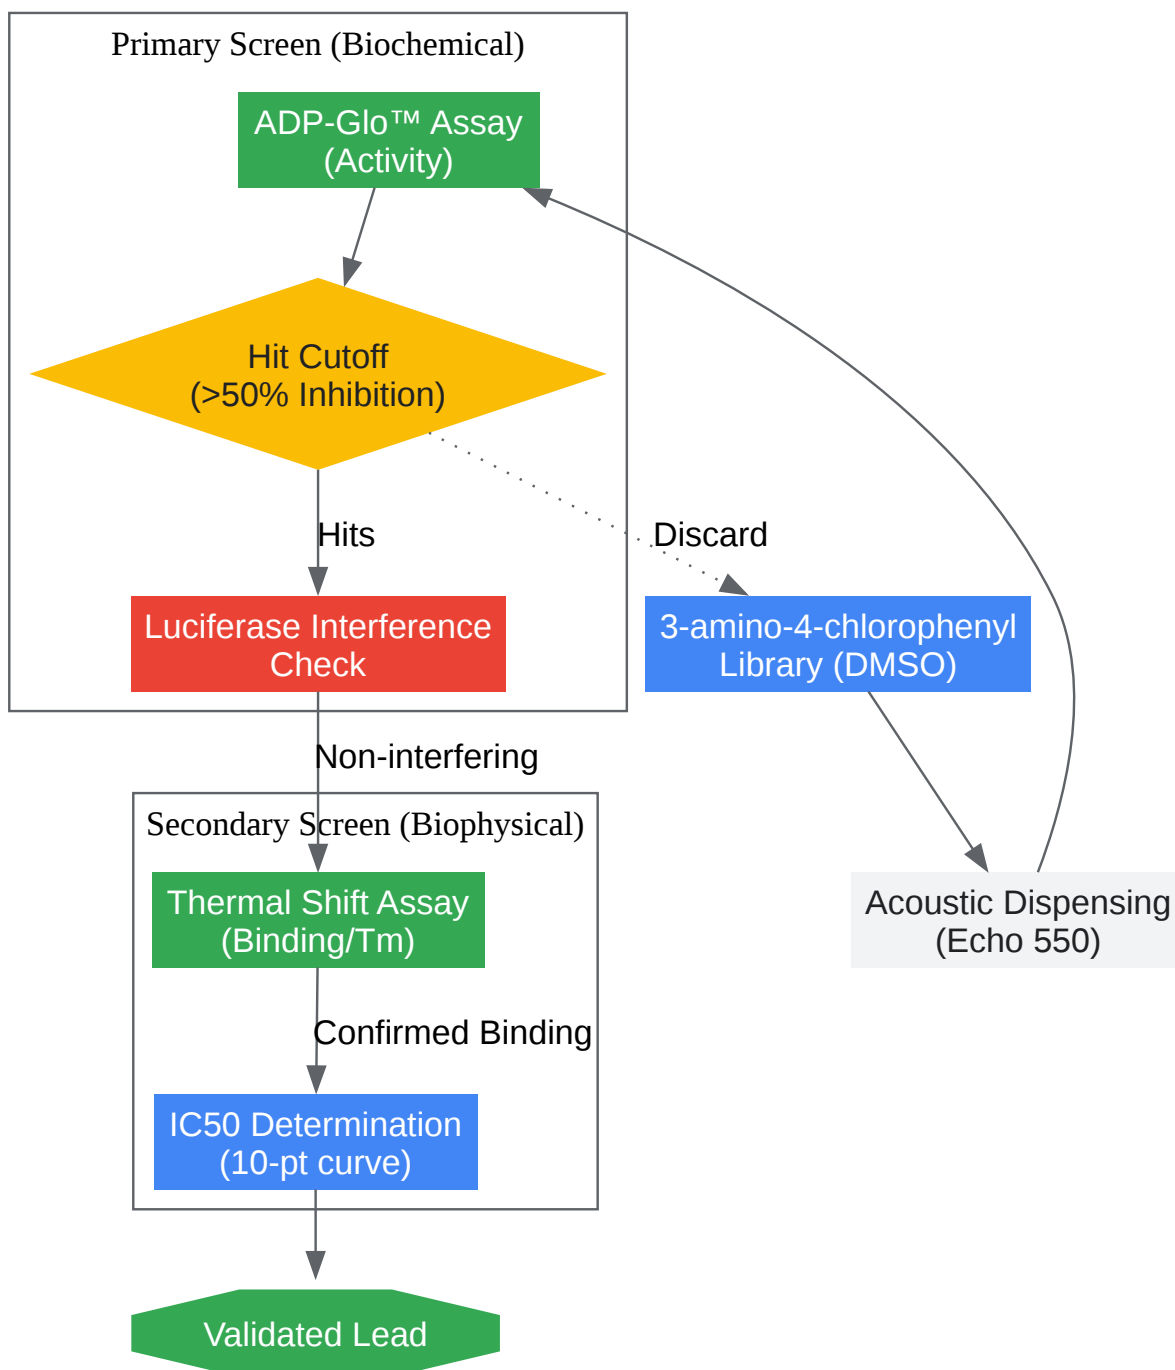 Primary Screen (Biochemical)
ADP-Glo™ Assay
(Activity)
Hit Cutoff
(>50% Inhibition)
Hits
Discard
Luciferase Interference
Check
3-amino-4-chlorophenyl
Library (DMSO)
Non-interfering
Secondary Screen (Biophysical)
Thermal Shift Assay
(Binding/Tm)
Acoustic Dispensing
(Echo 550)
Confirmed Binding
IC50 Determination
(10-pt curve)
Validated Lead